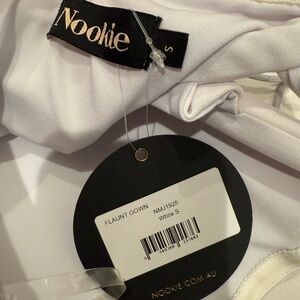 Nookie
S
FLAUNT GOWN NMJ1925
White S
NOOKIE.COM.AU